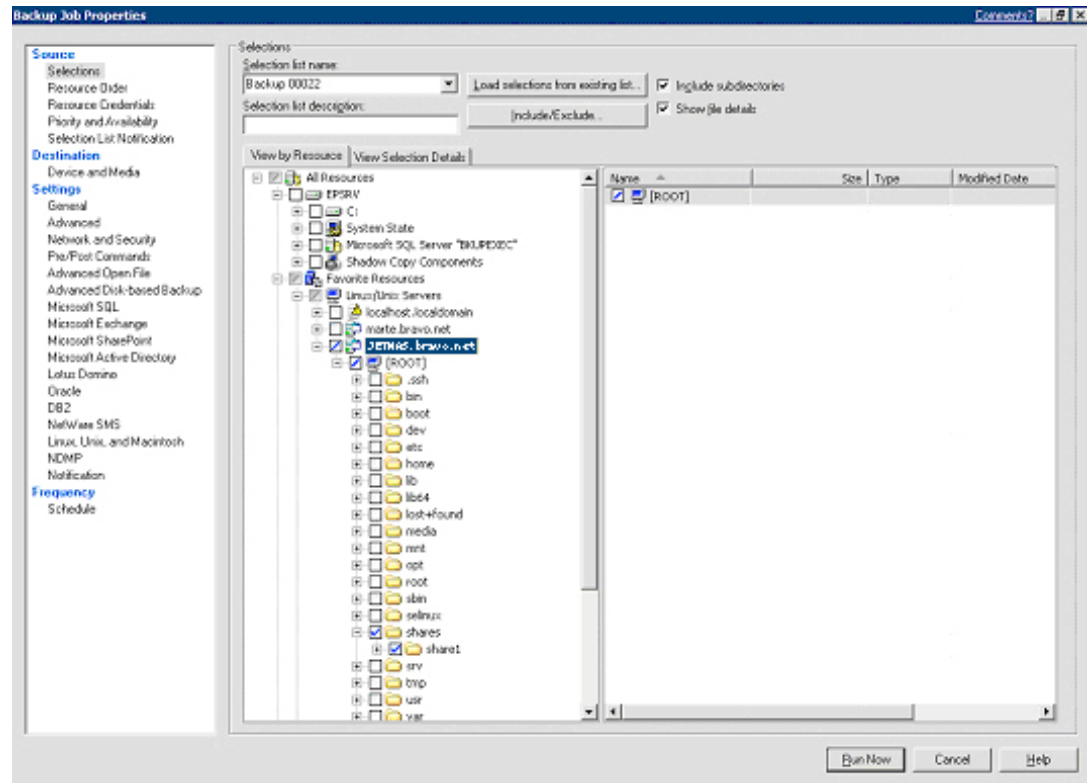 Backup Job Properties
Comments?
Source
Selections
Resource Order
Resource Credentials
Priority and Availability
Selection List Notification
Destination
Device and Media
Settings
General
Advanced
Network and Security
Pre/Post Commands
Advanced Open File
Advanced Disk-based Backup
Microsoft SQL
Microsoft Exchange
Microsoft SharePoint
Microsoft Active Directory
Lotus Domino
Oracle
DB2
NetWare SMS
Linux, Unix, and Macintosh
NDMP
Notification
Frequency
Schedule
Selections
Selection list name:
Backup 00022
Load selections from existing list...
Include subdirectories
Selection list description:
Include/Exclude...
Show file details
View by Resource
View Selection Details
All Resources
EPSRV
C:
System State
Microsoft SQL Server "BKUPEXEC"
Shadow Copy Components
Favorite Resources
Linux/Unix Servers
localhost.localdomain
marte.bravo.net
JETNAS.bravo.net
[ROOT]
.ssh
bin
boot
dev
etc
home
lib
lib64
lost+found
media
mnt
opt
root
sbin
selinux
shares
share1
srv
tmp
usr
var
Name Size Type Modified Date
[ROOT]
Run Now Cancel Help